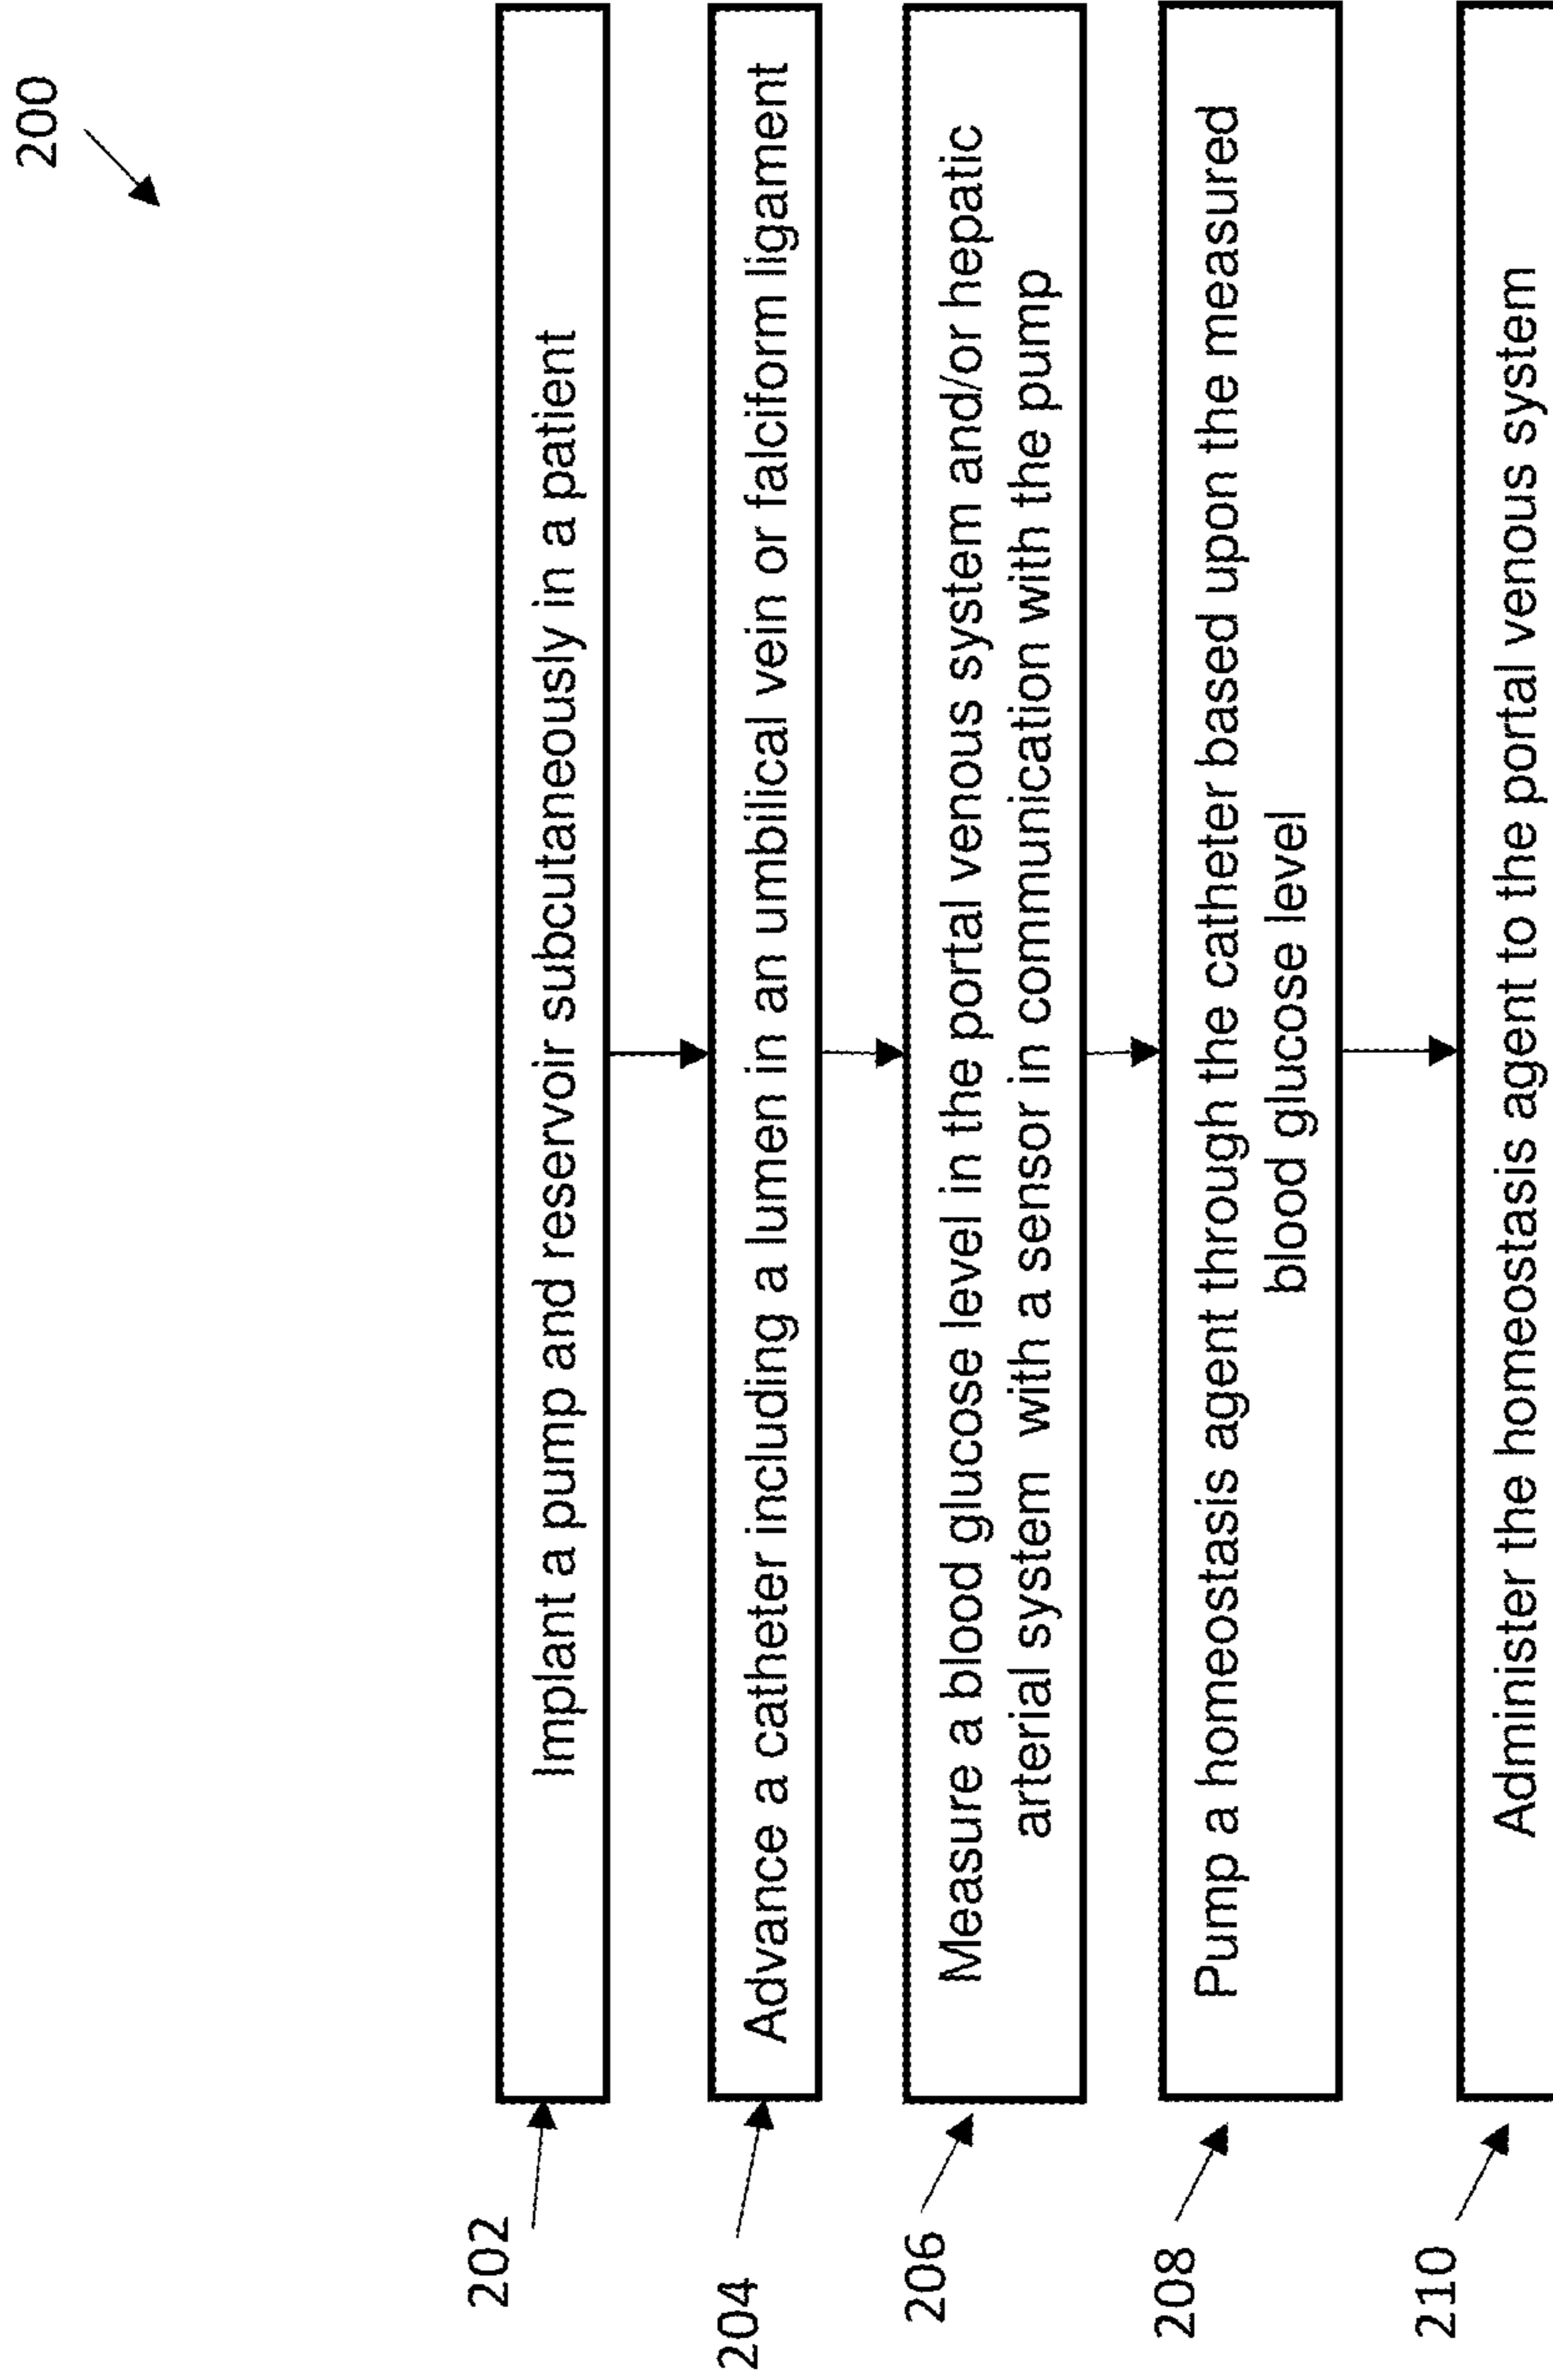 200
202
Implant a pump and reservoir subcutaneously in a patient
204
Advance a catheter including a lumen in an umbilical vein or falciform ligament
206
Measure a blood glucose level in the portal venous system and/or hepatic
arterial system with a sensor in communication with the pump
208
Pump a homeostasis agent through the catheter based upon the measured
blood glucose level
210
Administer the homeostasis agent to the portal venous system